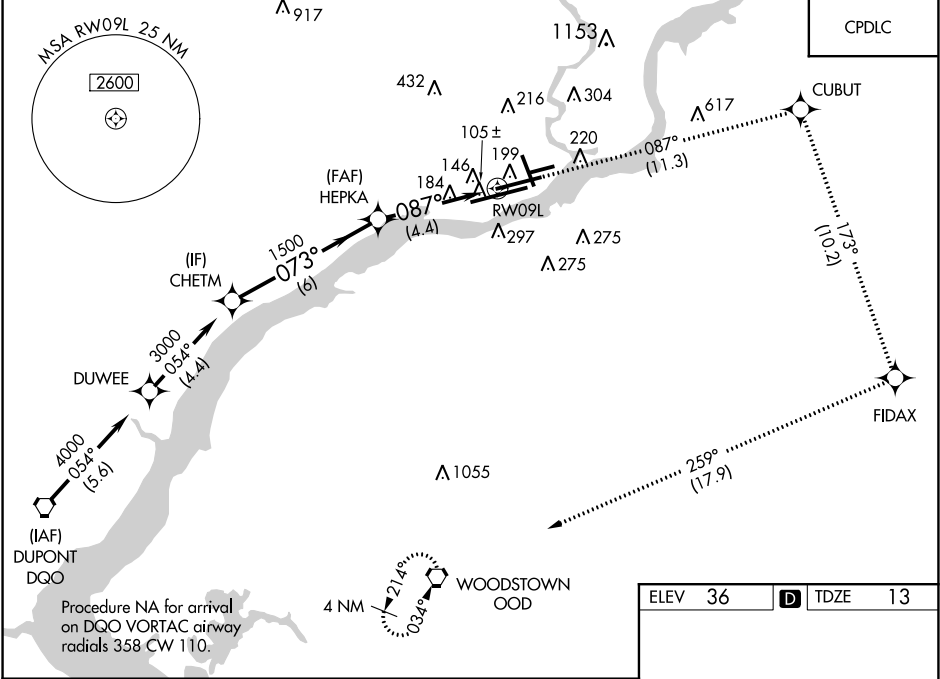 917
MSA RW09L 25 NM
2600
1153
CPDLC
432
216
304
617
CUBUT
105 ±
220
087°
(11.3)
146
199
184
(FAF)
HEPKA
087°
(4.4)
RW09L
297
275
275
173°
(10.2)
1500
073°
(6)
(IF)
CHETM
3000
054°
(4.4)
DUWEE
4000
054°
(5.6)
FIDAX
259°
(17.9)
1055
(IAF)
DUPONT
DQO
214°
034°
4 NM
WOODSTOWN
OOD
Procedure NA for arrival
on DQO VORTAC airway
radials 358 CW 110.
ELEV 36 D TDZE 13